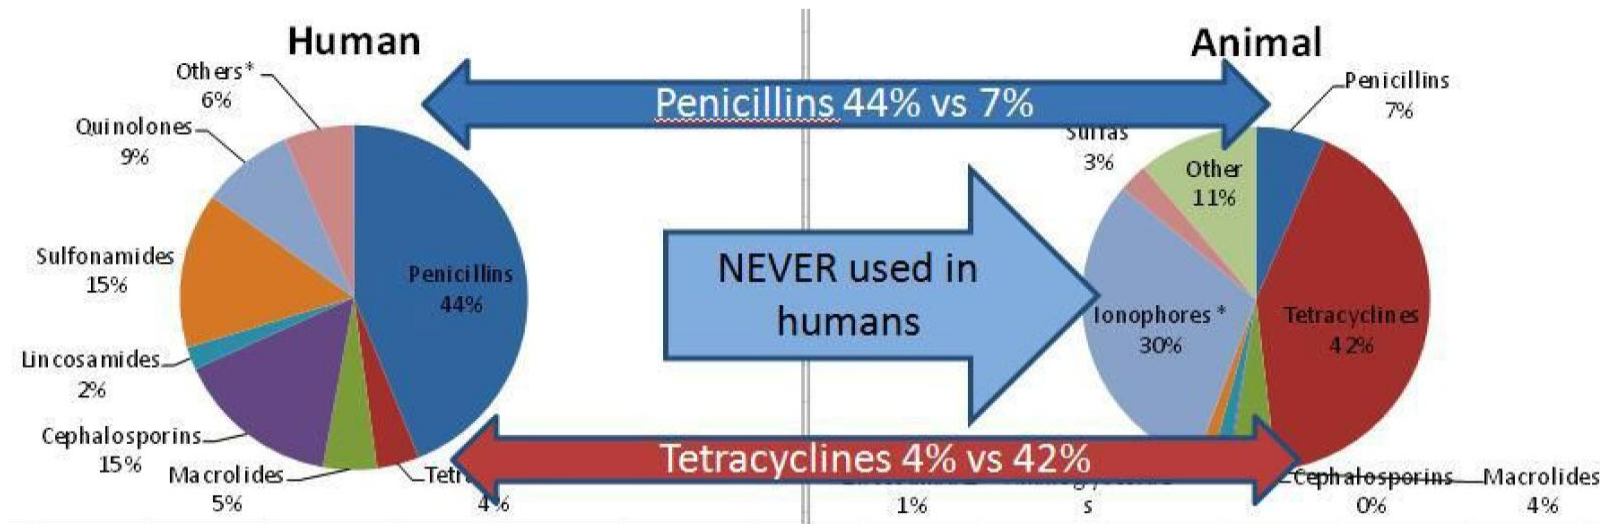 Human
Animal
Others*
6%
Quinolones
9%
Sulfonamides
15%
Lincosamides
2%
Cephalosporins
15%
Macrolides
5%
4%
Penicillins
44%
Penicillins 44% vs 7%
NEVER used in
humans
Tetracyclines 4% vs 42%
Penicillins
7%
Sulfas
3%
Other
11%
Ionophores *
30%
Tetracyclines
42%
1%
s
Cephalosporins
0%
Macrolides
4%